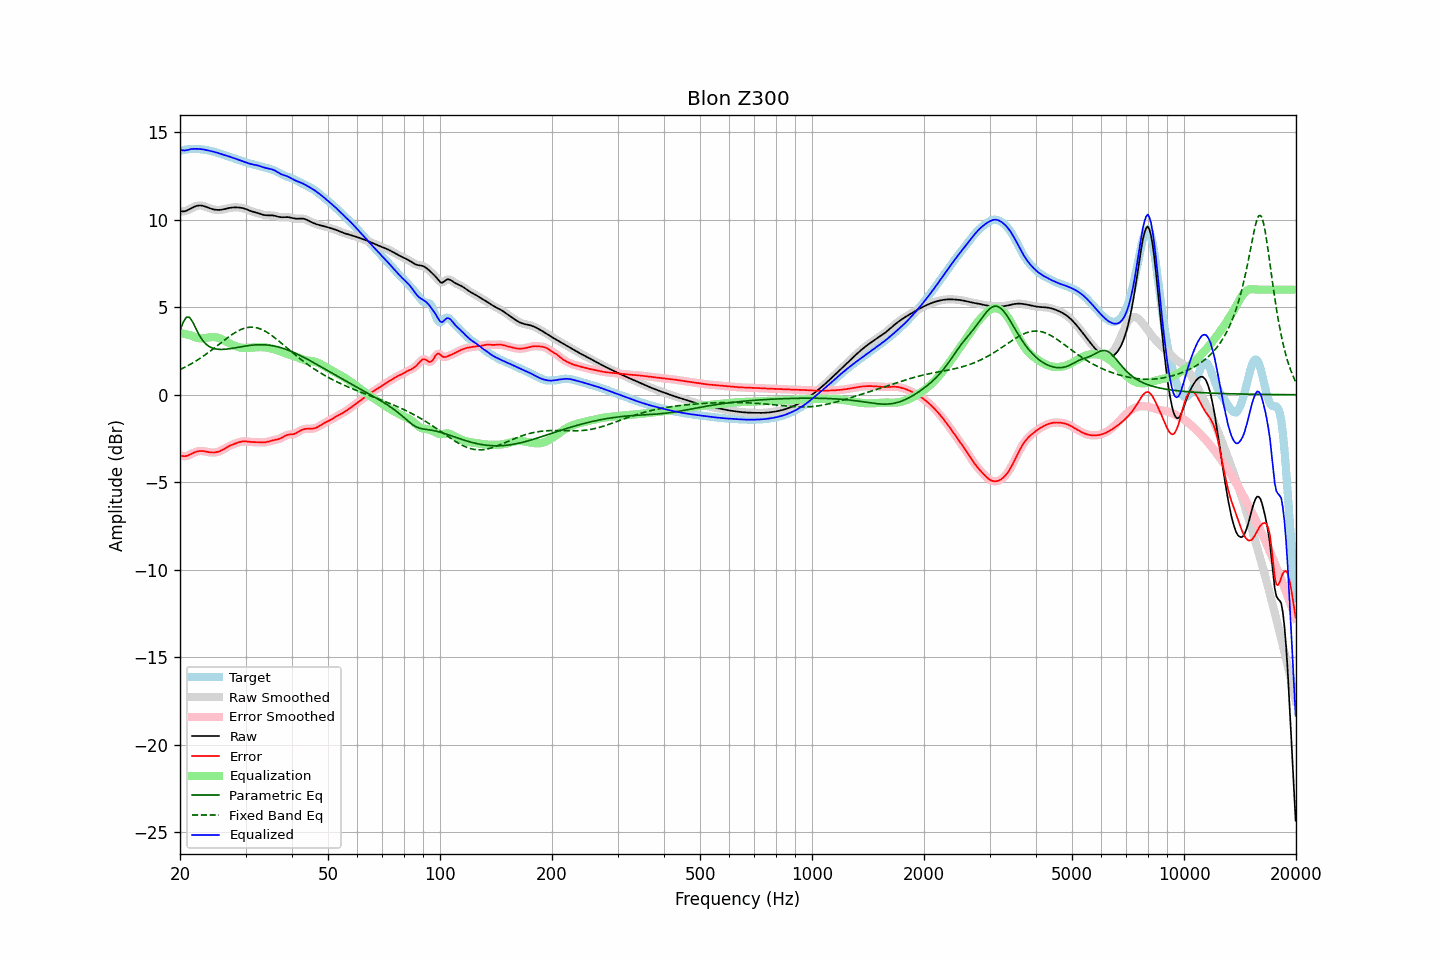 Blon Z300
15
10
5
0
−5
−10
−15
−20
−25
Amplitude (dBr)
Target
Raw Smoothed
Error Smoothed
Raw
Error
Equalization
Parametric Eq
Fixed Band Eq
Equalized
20 50 100 200 500 1000 2000 5000 10000 20000
Frequency (Hz)